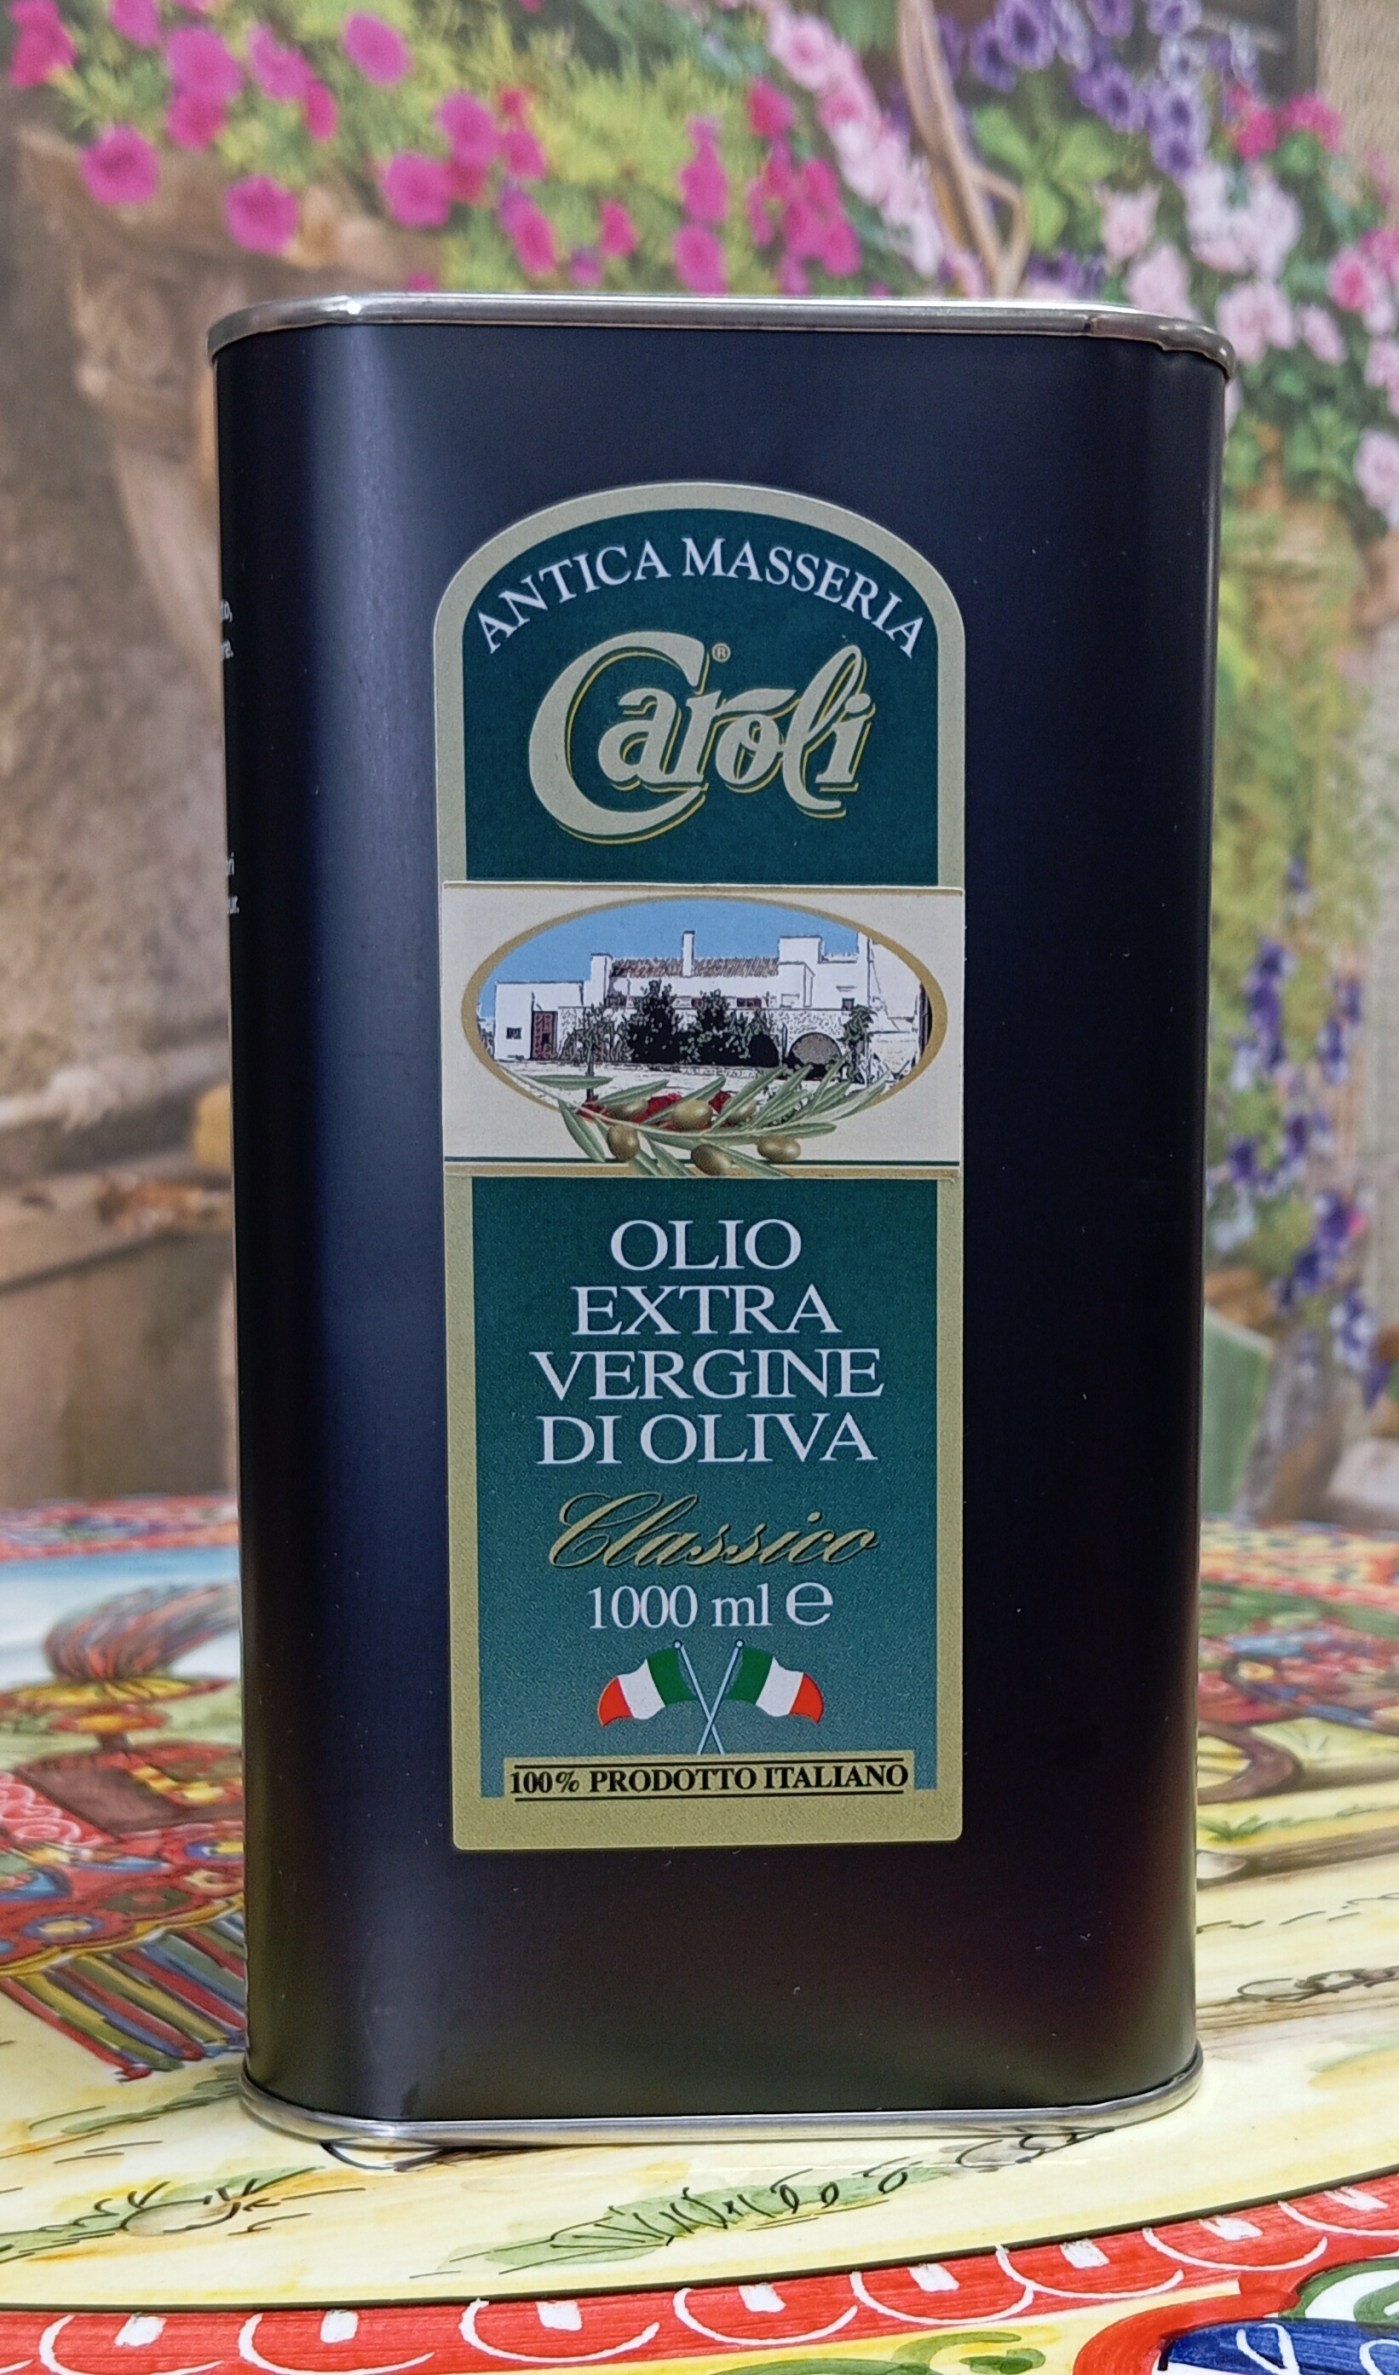 ANTICA MASSERIA
Caroli®
OLIO
EXTRA
VERGINE
DI OLIVA
Classico
1000 ml e
100% PRODOTTO ITALIANO